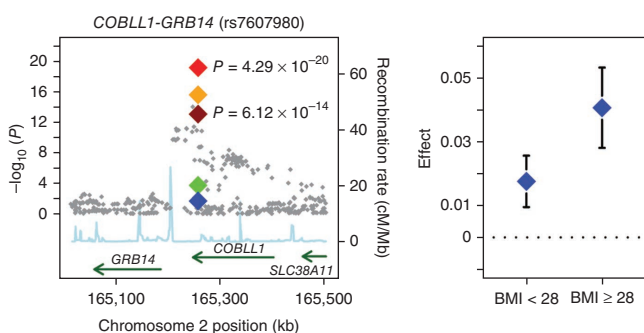 COBLL1-GRB14 (rs7607980)
–log₁₀ (P)
20
16
12
8
4
0
P = 4.29 × 10⁻²⁰
P = 6.12 × 10⁻¹⁴
60
40
20
0
Recombination rate (cM/Mb)
GRB14
COBLL1
SLC38A11
165,100
165,300
165,500
Chromosome 2 position (kb)
Effect
0.05
0.03
0.01
0
BMI < 28
BMI ≥ 28